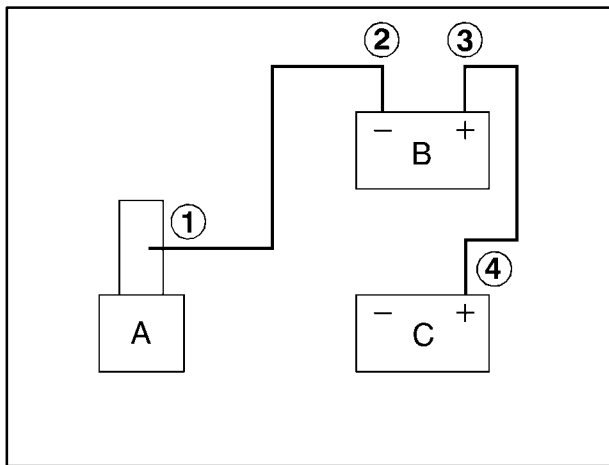 ② ③
− +
B
①
④
A
− +
C